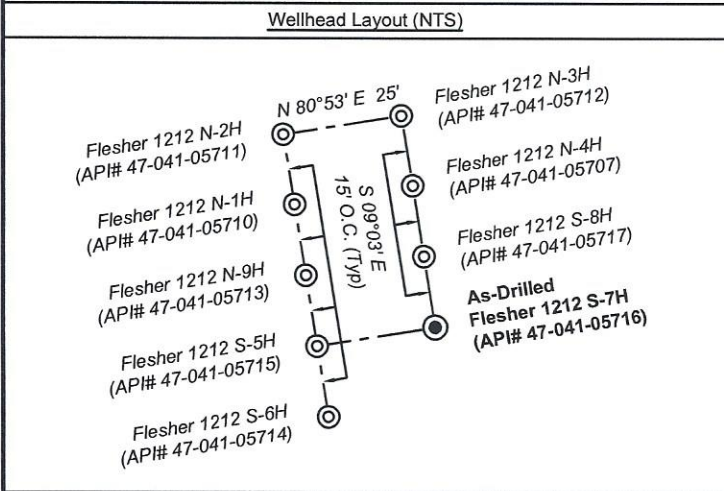 Wellhead Layout (NTS)
N 80°53' E 25'
Flesher 1212 N-2H
(API# 47-041-05711)
Flesher 1212 N-3H
(API# 47-041-05712)
Flesher 1212 N-1H
(API# 47-041-05710)
Flesher 1212 N-4H
(API# 47-041-05707)
S 09°03' E
15' O.C. (Typ)
Flesher 1212 N-9H
(API# 47-041-05713)
Flesher 1212 S-8H
(API# 47-041-05717)
Flesher 1212 S-5H
(API# 47-041-05715)
As-Drilled
Flesher 1212 S-7H
(API# 47-041-05716)
Flesher 1212 S-6H
(API# 47-041-05714)